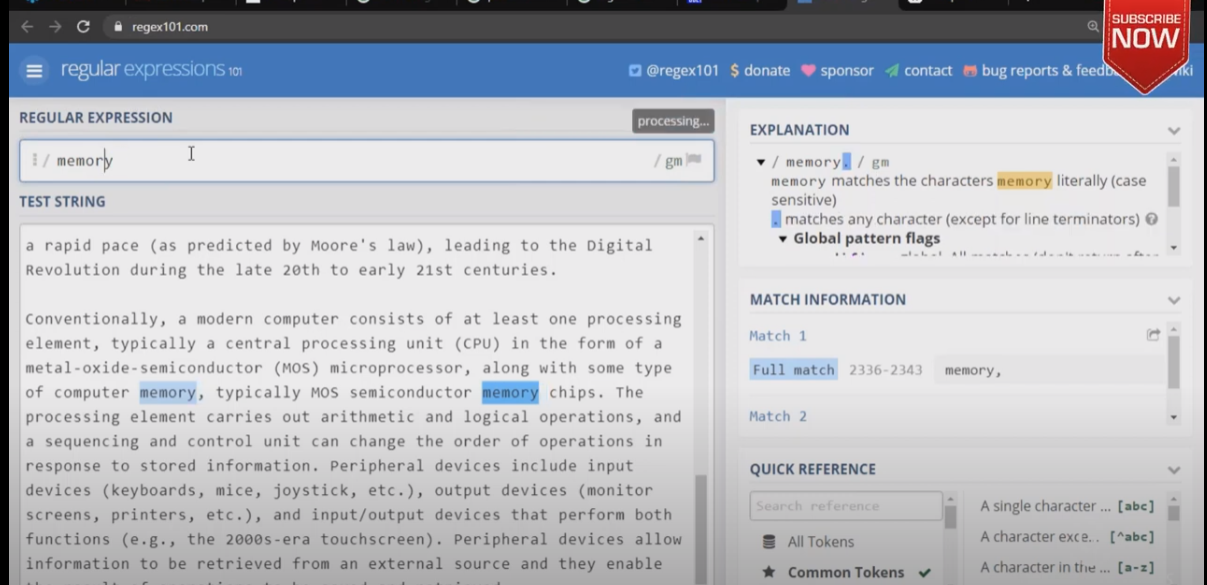 SUBSCRIBE
NOW
regex101.com
regular expressions 101
@regex101 $ donate sponsor contact bug reports & feedb iki
REGULAR EXPRESSION
processing...
/ memory / gm
TEST STRING
a rapid pace (as predicted by Moore's law), leading to the Digital
Revolution during the late 20th to early 21st centuries.
Conventionally, a modern computer consists of at least one processing
element, typically a central processing unit (CPU) in the form of a
metal-oxide-semiconductor (MOS) microprocessor, along with some type
of computer memory, typically MOS semiconductor memory chips. The
processing element carries out arithmetic and logical operations, and
a sequencing and control unit can change the order of operations in
response to stored information. Peripheral devices include input
devices (keyboards, mice, joystick, etc.), output devices (monitor
screens, printers, etc.), and input/output devices that perform both
functions (e.g., the 2000s-era touchscreen). Peripheral devices allow
information to be retrieved from an external source and they enable
EXPLANATION
/ memory. / gm
memory matches the characters memory literally (case
sensitive)
. matches any character (except for line terminators)
Global pattern flags
MATCH INFORMATION
Match 1
Full match 2336-2343 memory,
Match 2
QUICK REFERENCE
Search reference
All Tokens
Common Tokens
A single character ... [abc]
A character exce.. [^abc]
A character in the ... [a-z]